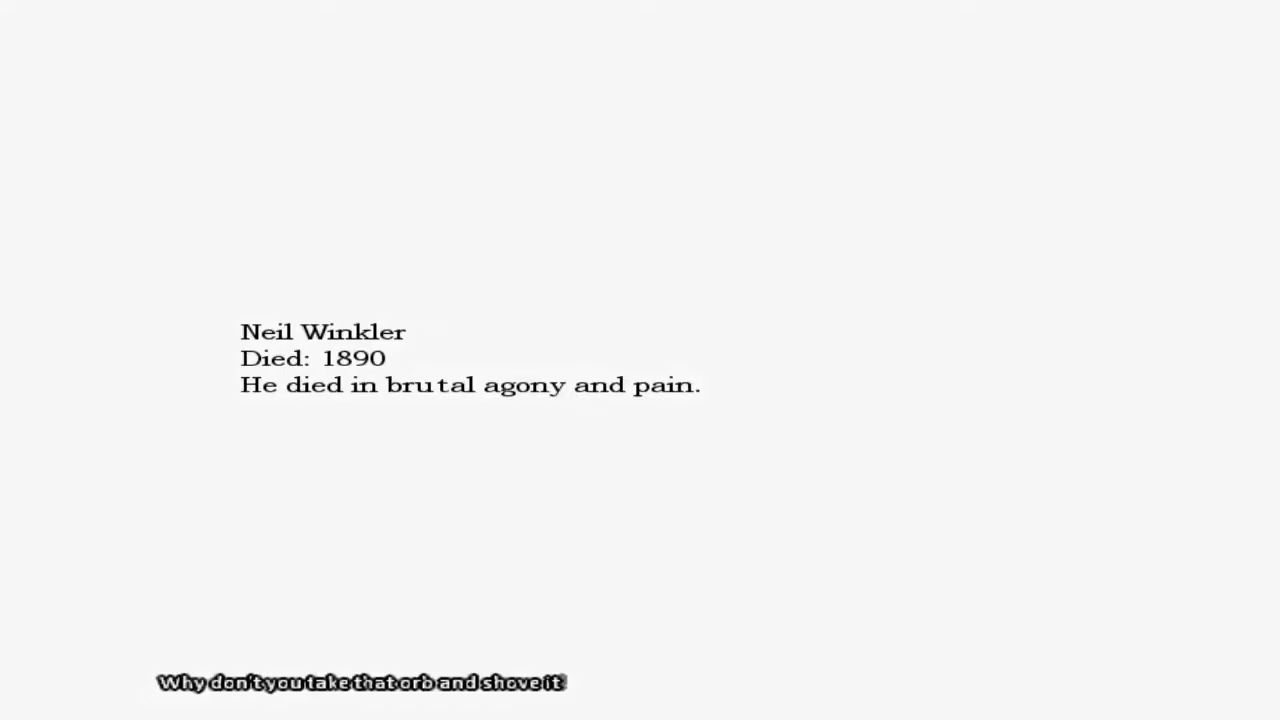 Neil Winkler
Died: 1890
He died in brutal agony and pain.
Why don't you take that orb and shove it!